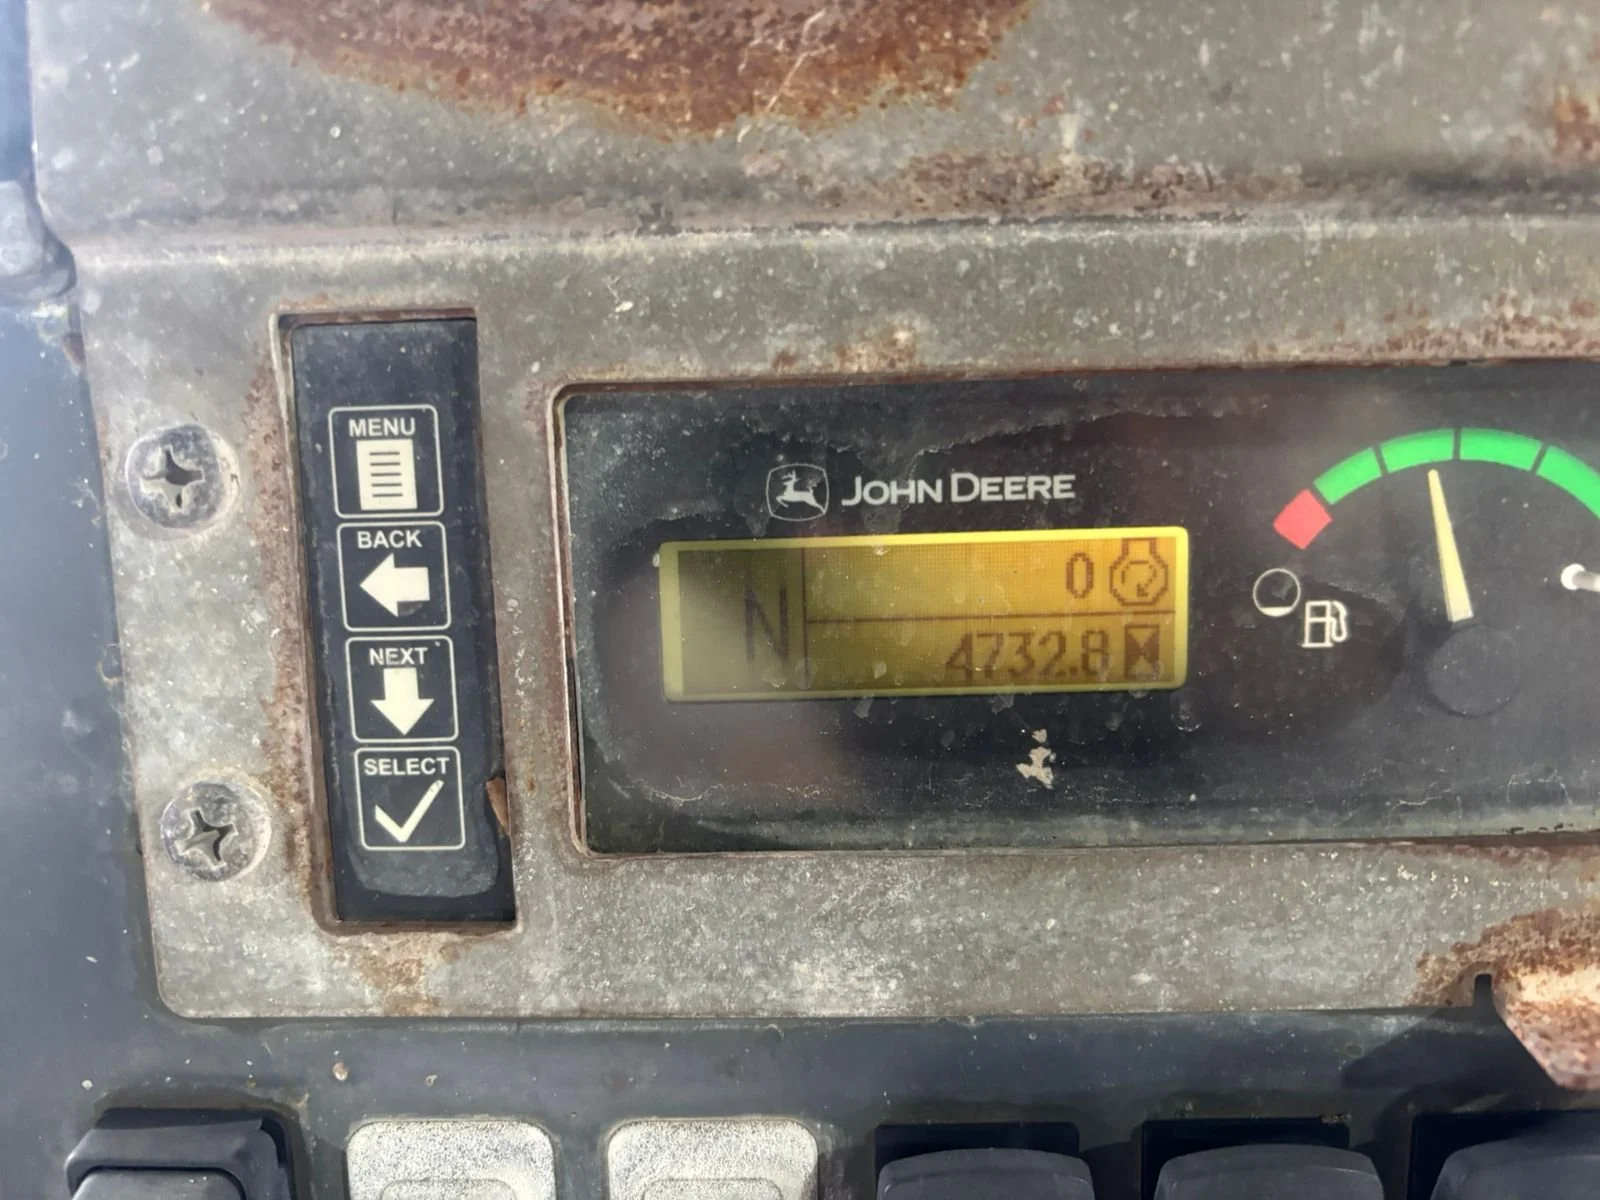 MENU
BACK
NEXT
SELECT
JOHN DEERE
N
0
4732.8